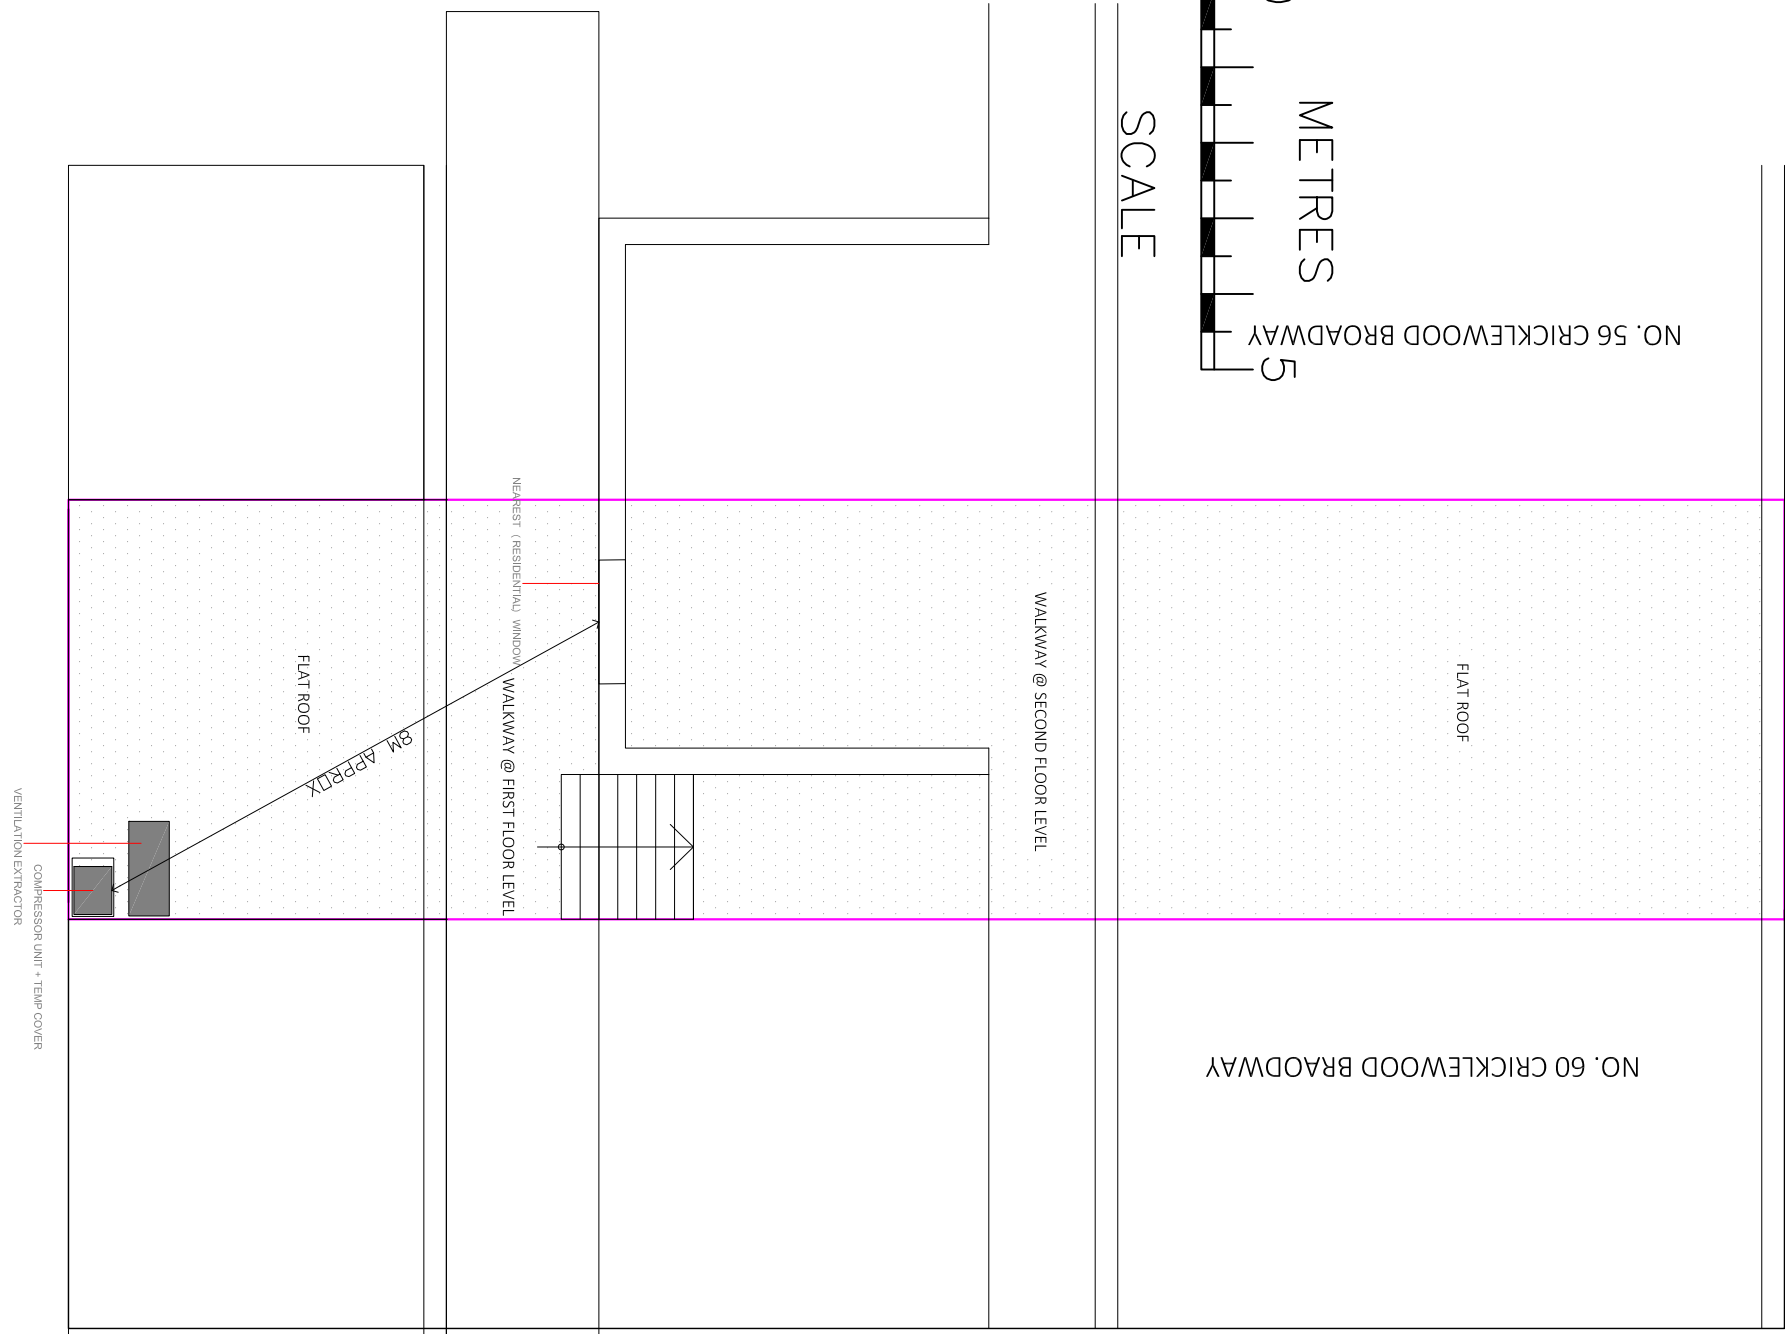 SCALE
METRES
5
NO. 56 CRICKLEWOOD BROADWAY
NEAREST ( RESIDENTIAL) WINDOW
WALKWAY @ FIRST FLOOR LEVEL
WALKWAY @ SECOND FLOOR LEVEL
FLAT ROOF
FLAT ROOF
8M APPROX
VENTILATION EXTRACTOR
COMPRESSOR UNIT + TEMP COVER
NO. 60 CRICKLEWOOD BRAODWAY